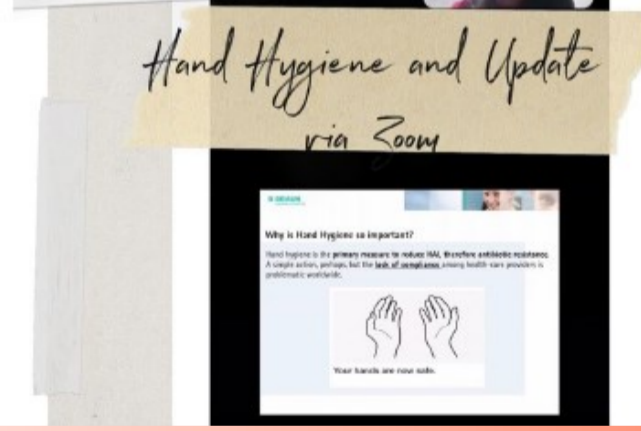 Hand Hygiene and Update
via Zoom
B BRAUN
Why is Hand Hygiene so important?
Hand hygiene is the primary measure to reduce HAI, therefore antibiotic resistance.
A simple action, perhaps, but the lack of compliance among health-care providers is
problematic worldwide.
Your hands are now safe.